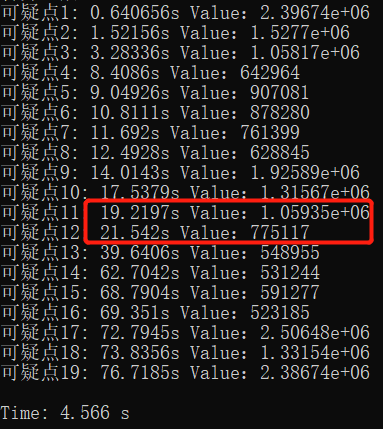 可疑点1: 0.640656s Value: 2.39674e+06
可疑点2: 1.52156s Value: 1.5277e+06
可疑点3: 3.28336s Value: 1.05817e+06
可疑点4: 8.4086s Value: 642964
可疑点5: 9.04926s Value: 907081
可疑点6: 10.8111s Value: 878280
可疑点7: 11.692s Value: 761399
可疑点8: 12.4928s Value: 628845
可疑点9: 14.0143s Value: 1.92589e+06
可疑点10: 17.5379s Value: 1.31567e+06
可疑点11: 19.2197s Value: 1.05935e+06
可疑点12: 21.542s Value: 775117
可疑点13: 39.6406s Value: 548955
可疑点14: 62.7042s Value: 531244
可疑点15: 68.7904s Value: 591277
可疑点16: 69.351s Value: 523185
可疑点17: 72.7945s Value: 2.50648e+06
可疑点18: 73.8356s Value: 1.33154e+06
可疑点19: 76.7185s Value: 2.38674e+06
Time: 4.566 s